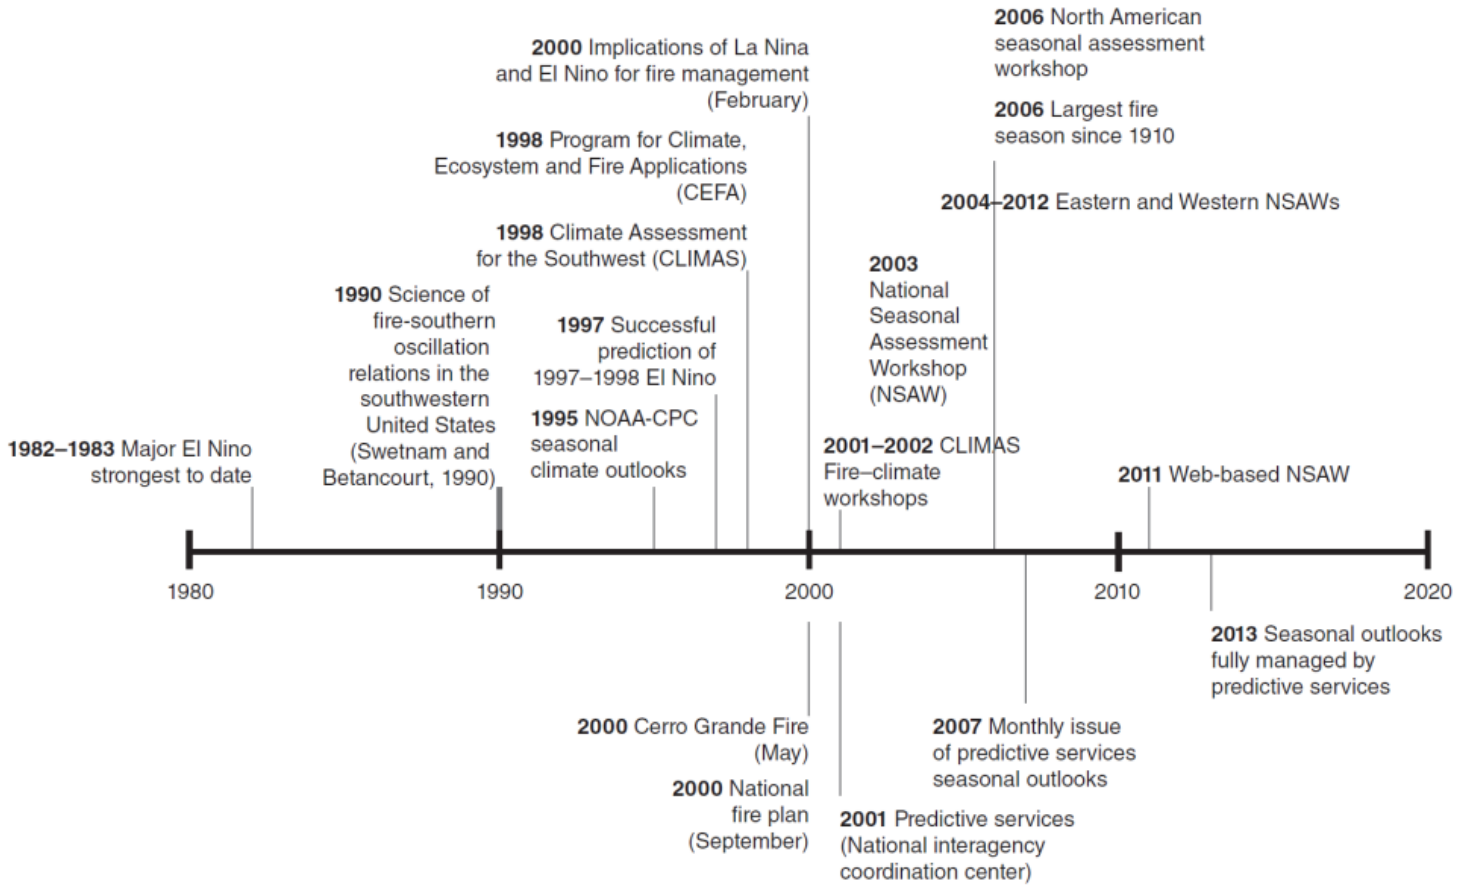 2000 Implications of La Nina
and El Nino for fire management
(February)
1998 Program for Climate,
Ecosystem and Fire Applications
(CEFA)
1998 Climate Assessment
for the Southwest (CLIMAS)
1990 Science of
fire-southern
oscillation
relations in the
southwestern
United States
(Swetnam and
Betancourt, 1990)
1997 Successful
prediction of
1997–1998 El Nino
1995 NOAA-CPC
seasonal
climate outlooks
1982–1983 Major El Nino
strongest to date
2006 North American
seasonal assessment
workshop
2006 Largest fire
season since 1910
2004–2012 Eastern and Western NSAWs
2003
National
Seasonal
Assessment
Workshop
(NSAW)
2001–2002 CLIMAS
Fire–climate
workshops
2011 Web-based NSAW
1980
1990
2000
2010
2020
2000 Cerro Grande Fire
(May)
2000 National
fire plan
(September)
2001 Predictive services
(National interagency
coordination center)
2007 Monthly issue
of predictive services
seasonal outlooks
2013 Seasonal outlooks
fully managed by
predictive services